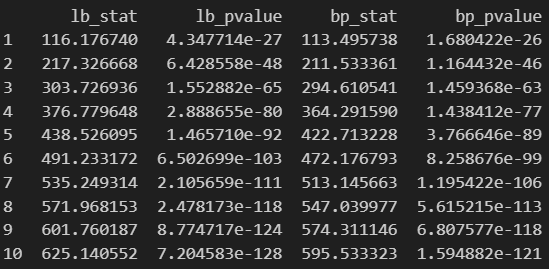 lb_stat lb_pvalue bp_stat bp_pvalue
1 116.176740 4.347714e-27 113.495738 1.680422e-26
2 217.326668 6.428558e-48 211.533361 1.164432e-46
3 303.726936 1.552882e-65 294.610541 1.459368e-63
4 376.779648 2.888655e-80 364.291590 1.438412e-77
5 438.526095 1.465710e-92 422.713228 3.766646e-89
6 491.233172 6.502699e-103 472.176793 8.258676e-99
7 535.249314 2.105659e-111 513.145663 1.195422e-106
8 571.968153 2.478173e-118 547.039977 5.615215e-113
9 601.760187 8.774717e-124 574.311146 6.807577e-118
10 625.140552 7.204583e-128 595.533323 1.594882e-121